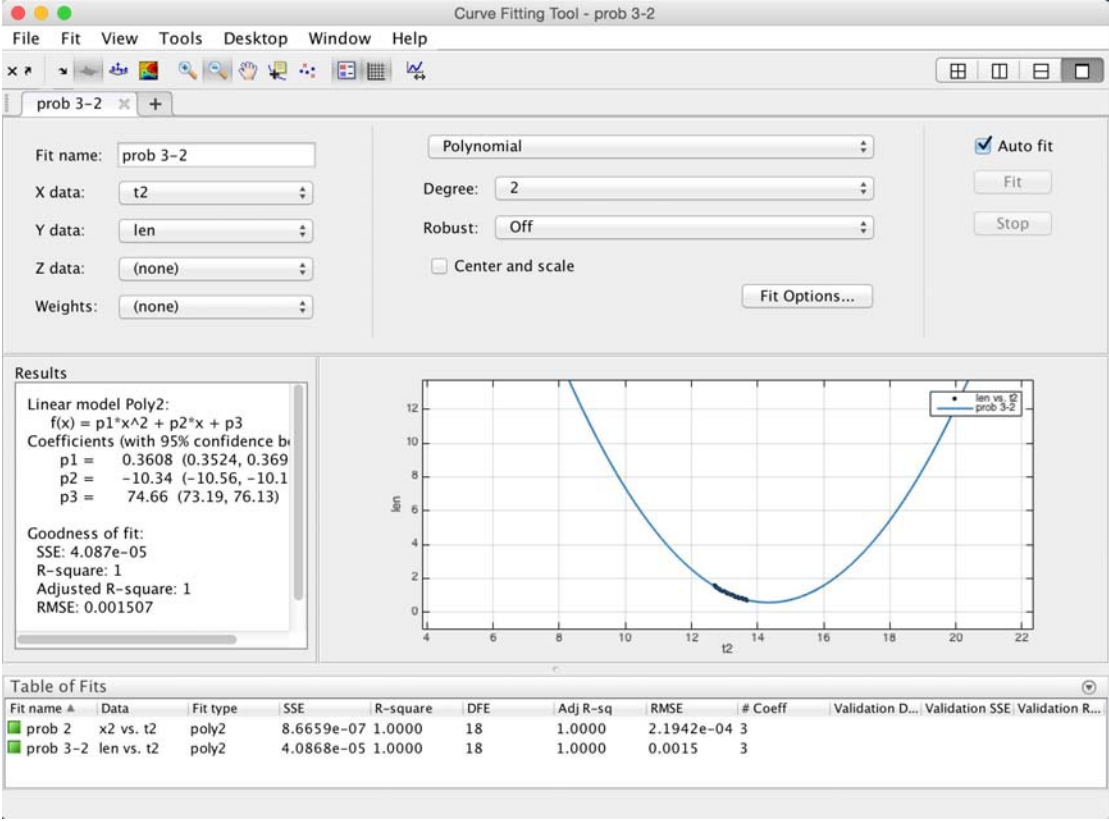 Curve Fitting Tool - prob 3-2
File Fit View Tools Desktop Window Help
prob 3-2
Fit name: prob 3-2
X data: t2
Y data: len
Z data: (none)
Weights: (none)
Polynomial
Degree: 2
Robust: Off
Center and scale
Fit Options...
Auto fit
Fit
Stop
Results
Linear model Poly2:
f(x) = p1*x^2 + p2*x + p3
Coefficients (with 95% confidence b
p1 = 0.3608 (0.3524, 0.369
p2 = -10.34 (-10.56, -10.1
p3 = 74.66 (73.19, 76.13)
Goodness of fit:
SSE: 4.087e-05
R-square: 1
Adjusted R-square: 1
RMSE: 0.001507
len vs. t2
prob 3-2
12
10
8
6
4
2
0
len
4 6 8 10 12 14 16 18 20 22
t2
Table of Fits
Fit name Data Fit type SSE R-square DFE Adj R-sq RMSE # Coeff Validation D... Validation SSE Validation R...
prob 2 x2 vs. t2 poly2 8.6659e-07 1.0000 18 1.0000 2.1942e-04 3
prob 3-2 len vs. t2 poly2 4.0868e-05 1.0000 18 1.0000 0.0015 3